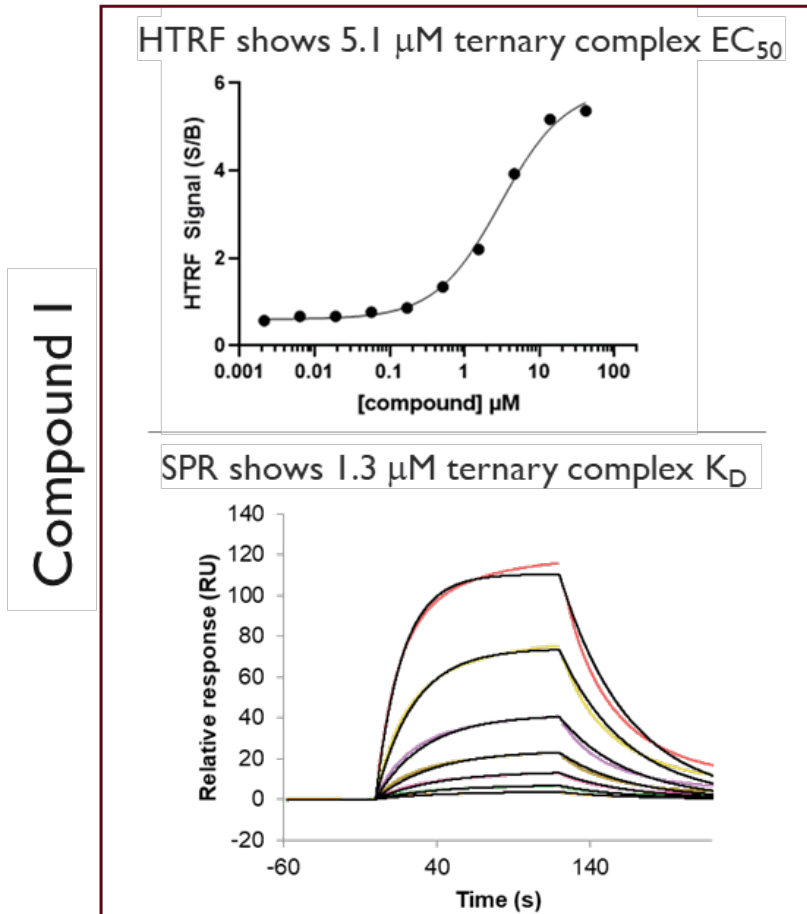 Compound 1
HTRF shows 5.1 μM ternary complex EC₅₀
HTRF Signal (S/B)
6
4
2
0
0.001 0.01 0.1 1 10 100
[compound] μM
SPR shows 1.3 μM ternary complex K_D
Relative response (RU)
140
120
100
80
60
40
20
0
-20
-60 40 140
Time (s)